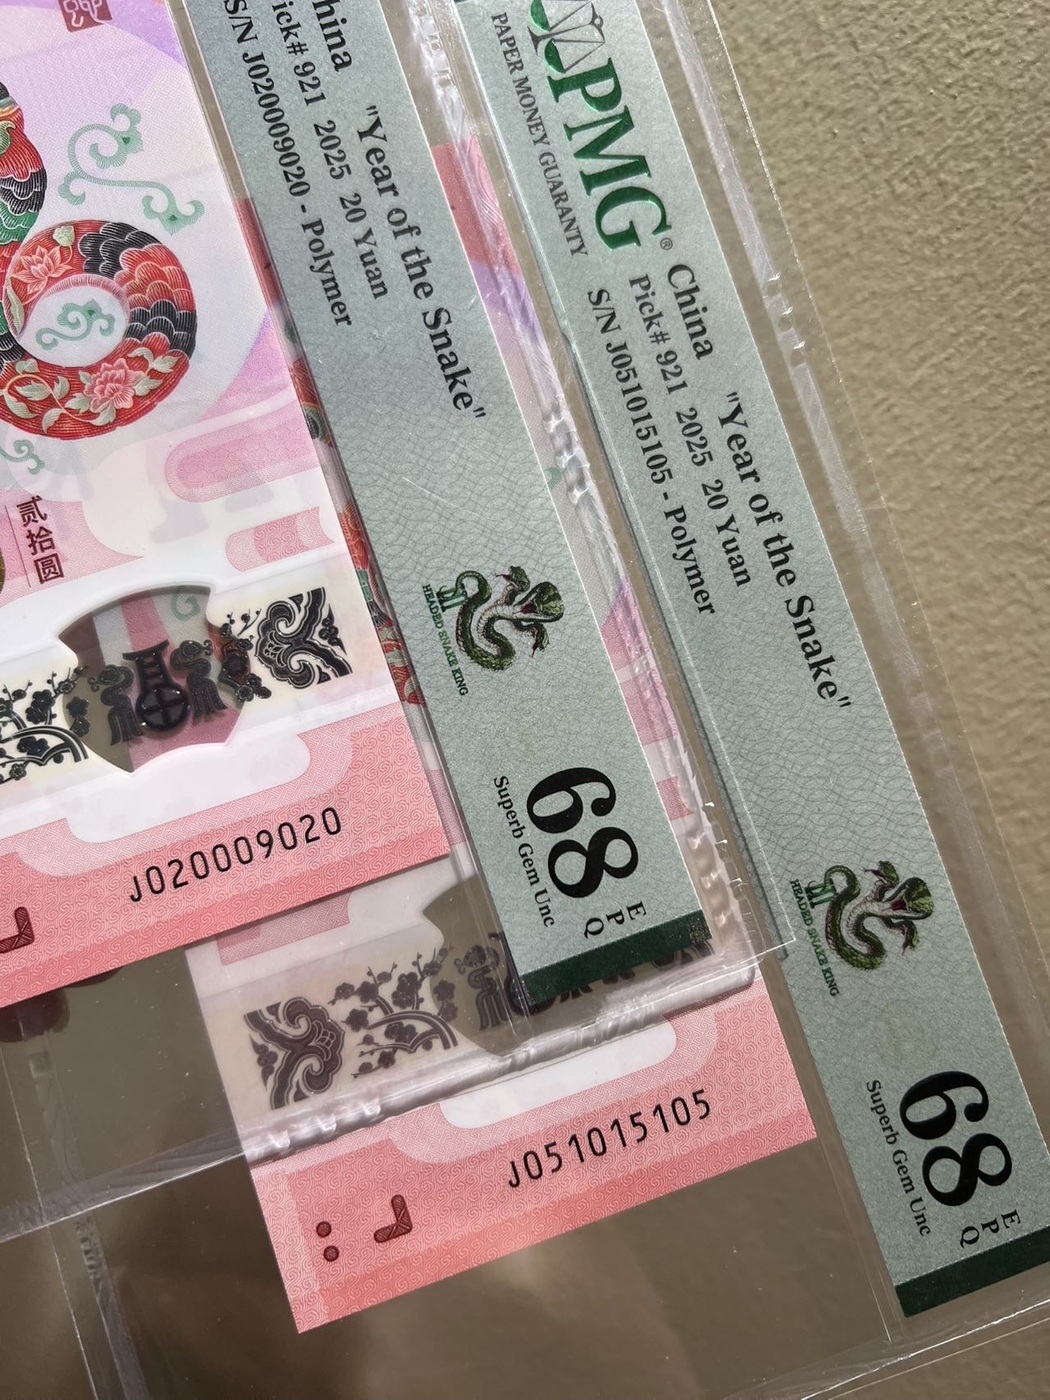 China
"Year of the Snake"
Pick# 921 2025 20 Yuan
S/N J020009020 - Polymer
HEADED SNAKE KING
68
EPQ
Superb Gem Unc
PMG®
PAPER MONEY GUARANTY
China
"Year of the Snake"
Pick# 921 2025 20 Yuan
S/N J051015105 - Polymer
HEADED SNAKE KING
68
EPQ
Superb Gem Unc
贰拾圆
J020009020
J051015105